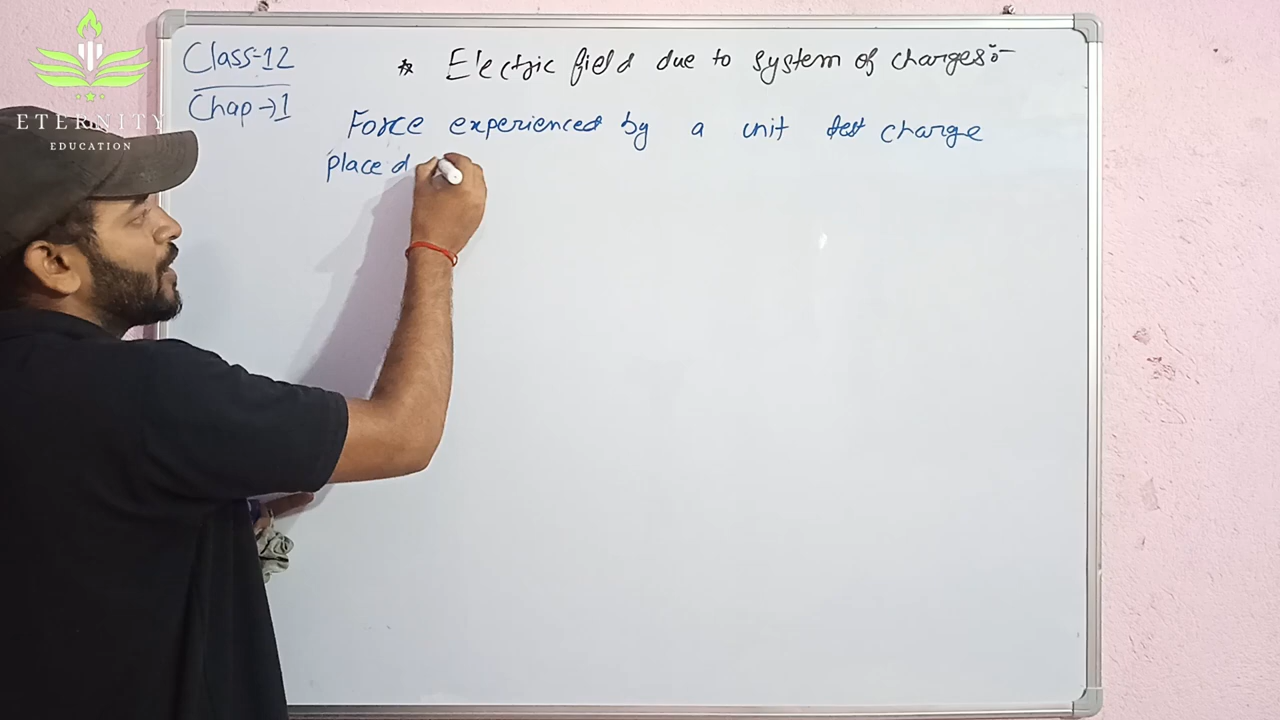 Class-12
Chap→1
* Electric field due to system of charges:-
Force experienced by a unit test charge
placed
ETERNITY
EDUCATION